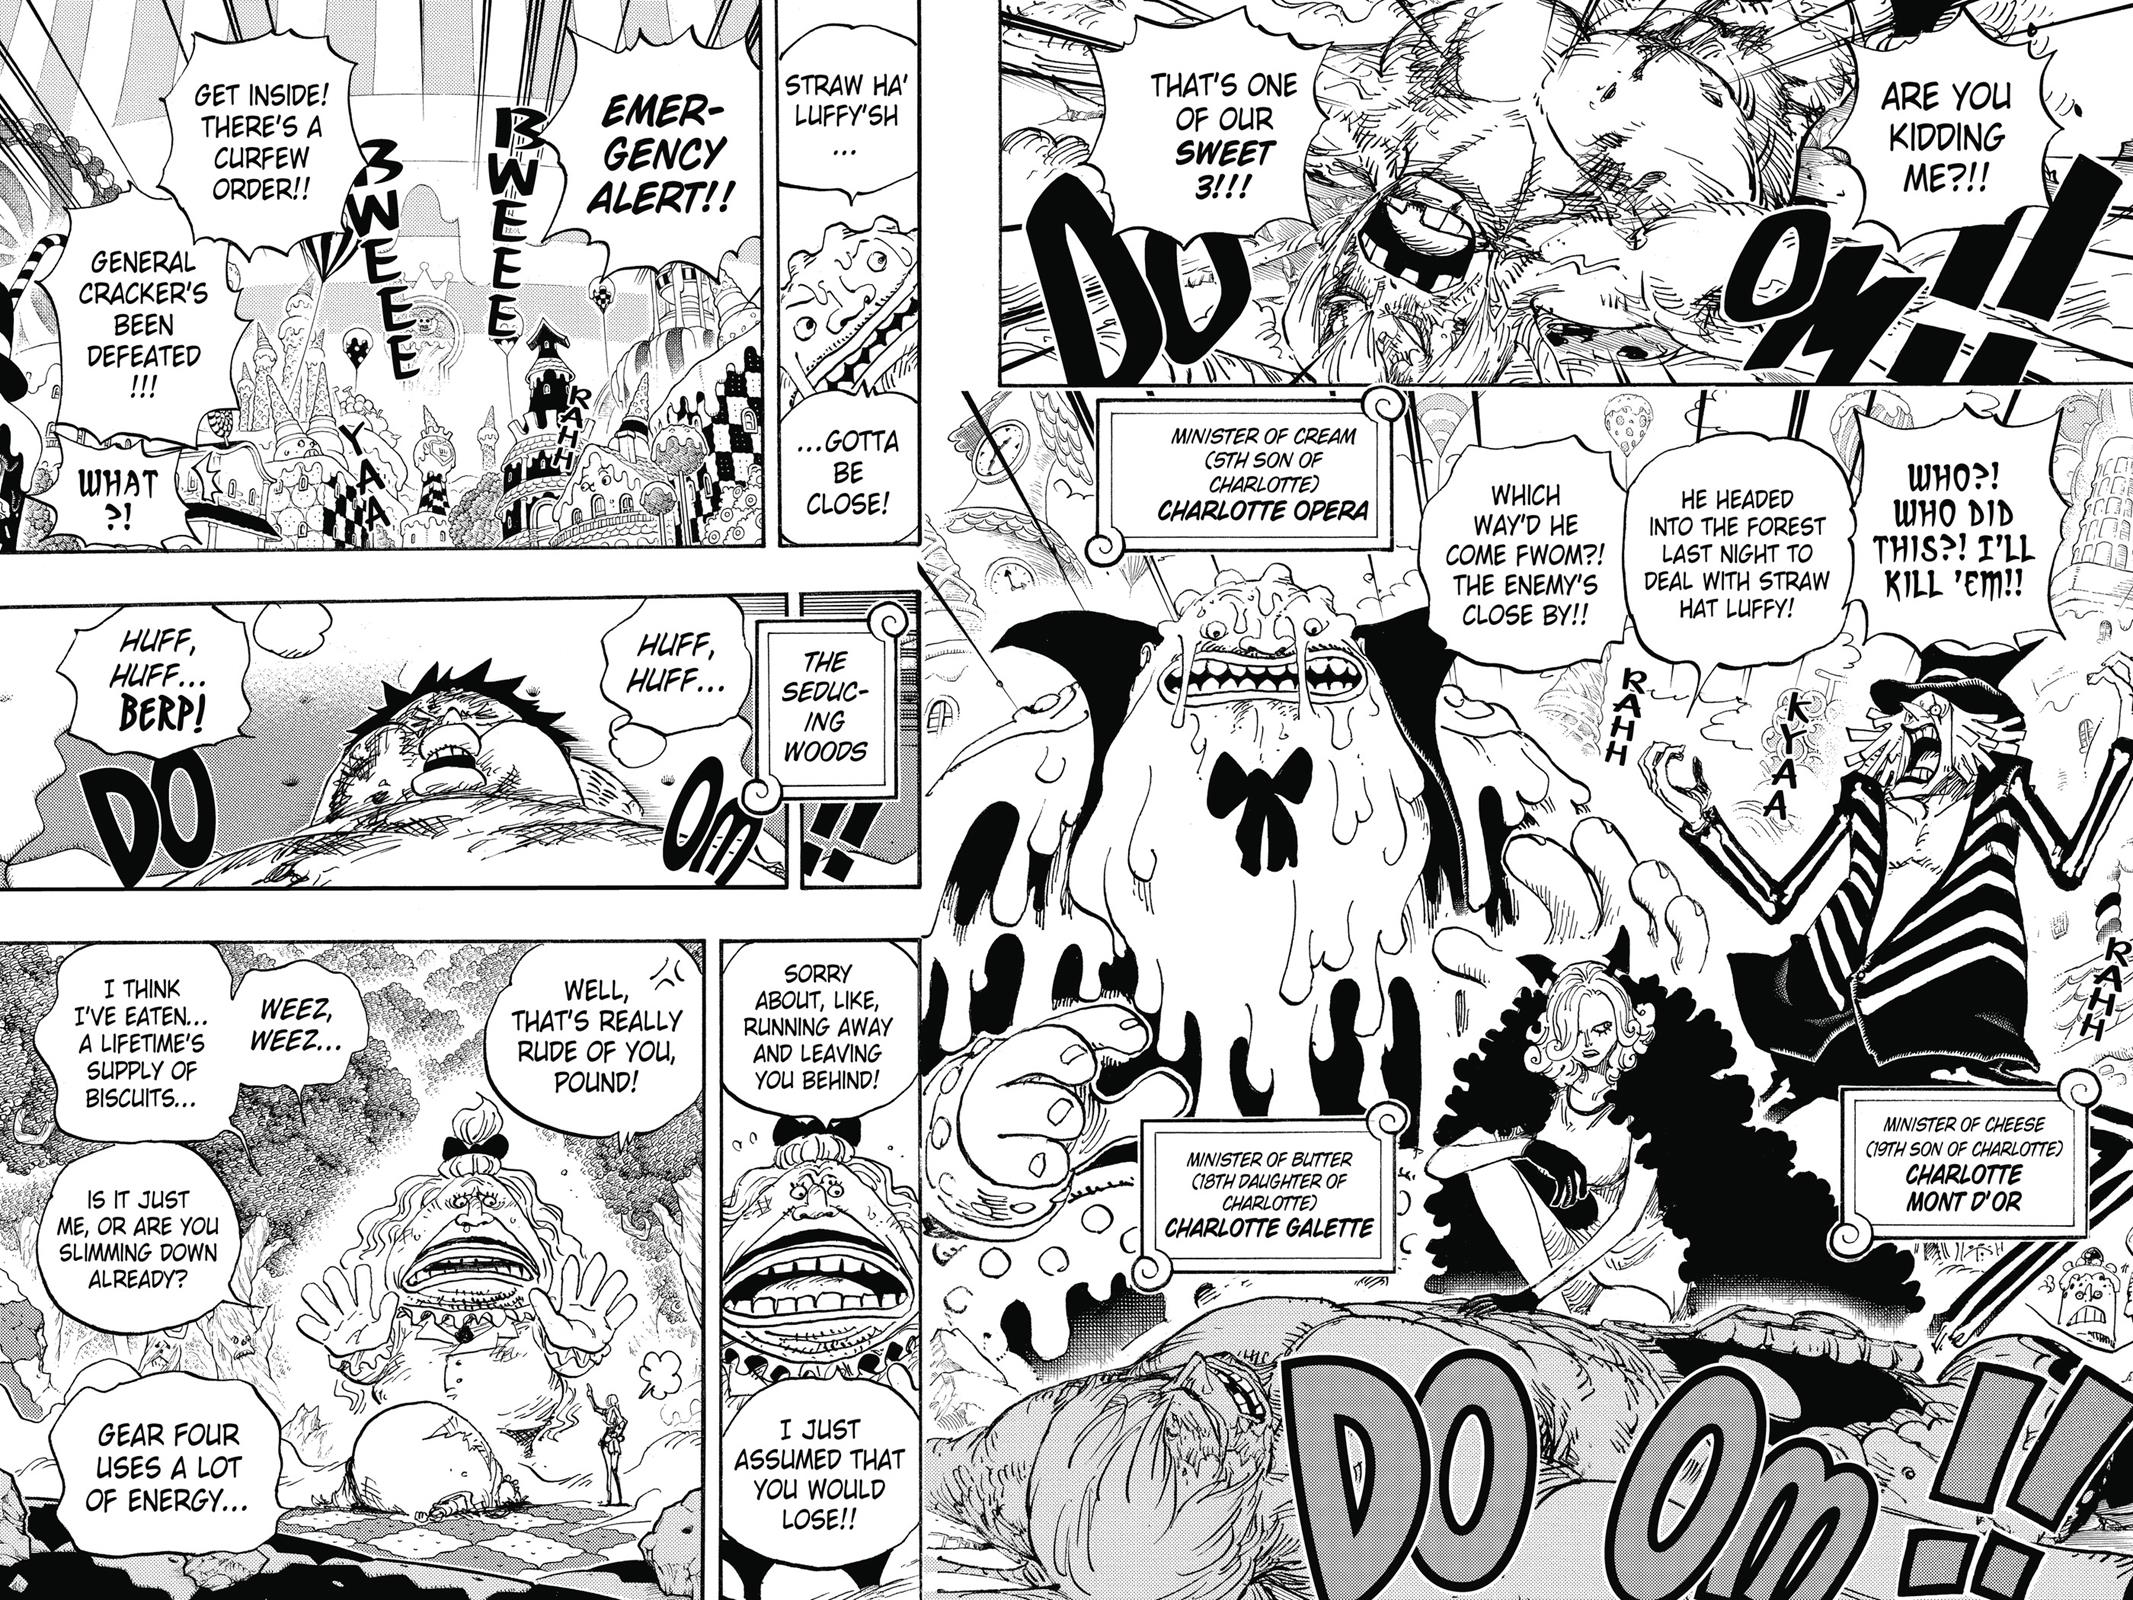 ARE YOU
KIDDING
ME?!!
THAT'S ONE
OF OUR
SWEET
3!!!
DO OM!!
WHO?!
WHO DID
THIS?! I'LL
KILL 'EM!!
HE HEADED
INTO THE FOREST
LAST NIGHT TO
DEAL WITH STRAW
HAT LUFFY!
WHICH
WAY'D HE
COME FWOM?!
THE ENEMY'S
CLOSE BY!!
MINISTER OF CREAM
(5TH SON OF
CHARLOTTE)
CHARLOTTE OPERA
RAHH
KYAA
RAHH
MINISTER OF CHEESE
(19TH SON OF CHARLOTTE)
CHARLOTTE
MONT D'OR
MINISTER OF BUTTER
(18TH DAUGHTER OF
CHARLOTTE)
CHARLOTTE GALETTE
DO OM!!
STRAW HA'
LUFFY'SH
...
...GOTTA
BE
CLOSE!
EMER-
GENCY
ALERT!!
BWEEE
BWEEE
GET INSIDE!
THERE'S A
CURFEW
ORDER!!
GENERAL
CRACKER'S
BEEN
DEFEATED
!!!
WHAT
?!
RAHH
YAA
THE
SEDUC-
ING
WOODS
HUFF,
HUFF...
HUFF,
HUFF...
BERP!
DO OM!!
SORRY
ABOUT, LIKE,
RUNNING AWAY
AND LEAVING
YOU BEHIND!
I JUST
ASSUMED THAT
YOU WOULD
LOSE!!
WELL,
THAT'S REALLY
RUDE OF YOU,
POUND!
WEEZ,
WEEZ...
I THINK
I'VE EATEN...
A LIFETIME'S
SUPPLY OF
BISCUITS...
IS IT JUST
ME, OR ARE YOU
SLIMMING DOWN
ALREADY?
GEAR FOUR
USES A LOT
OF ENERGY...